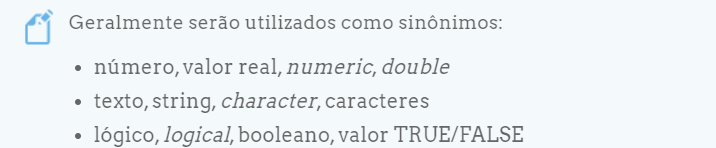 Geralmente serão utilizados como sinônimos:
• número, valor real, numeric, double
• texto, string, character, caracteres
• lógico, logical, booleano, valor TRUE/FALSE